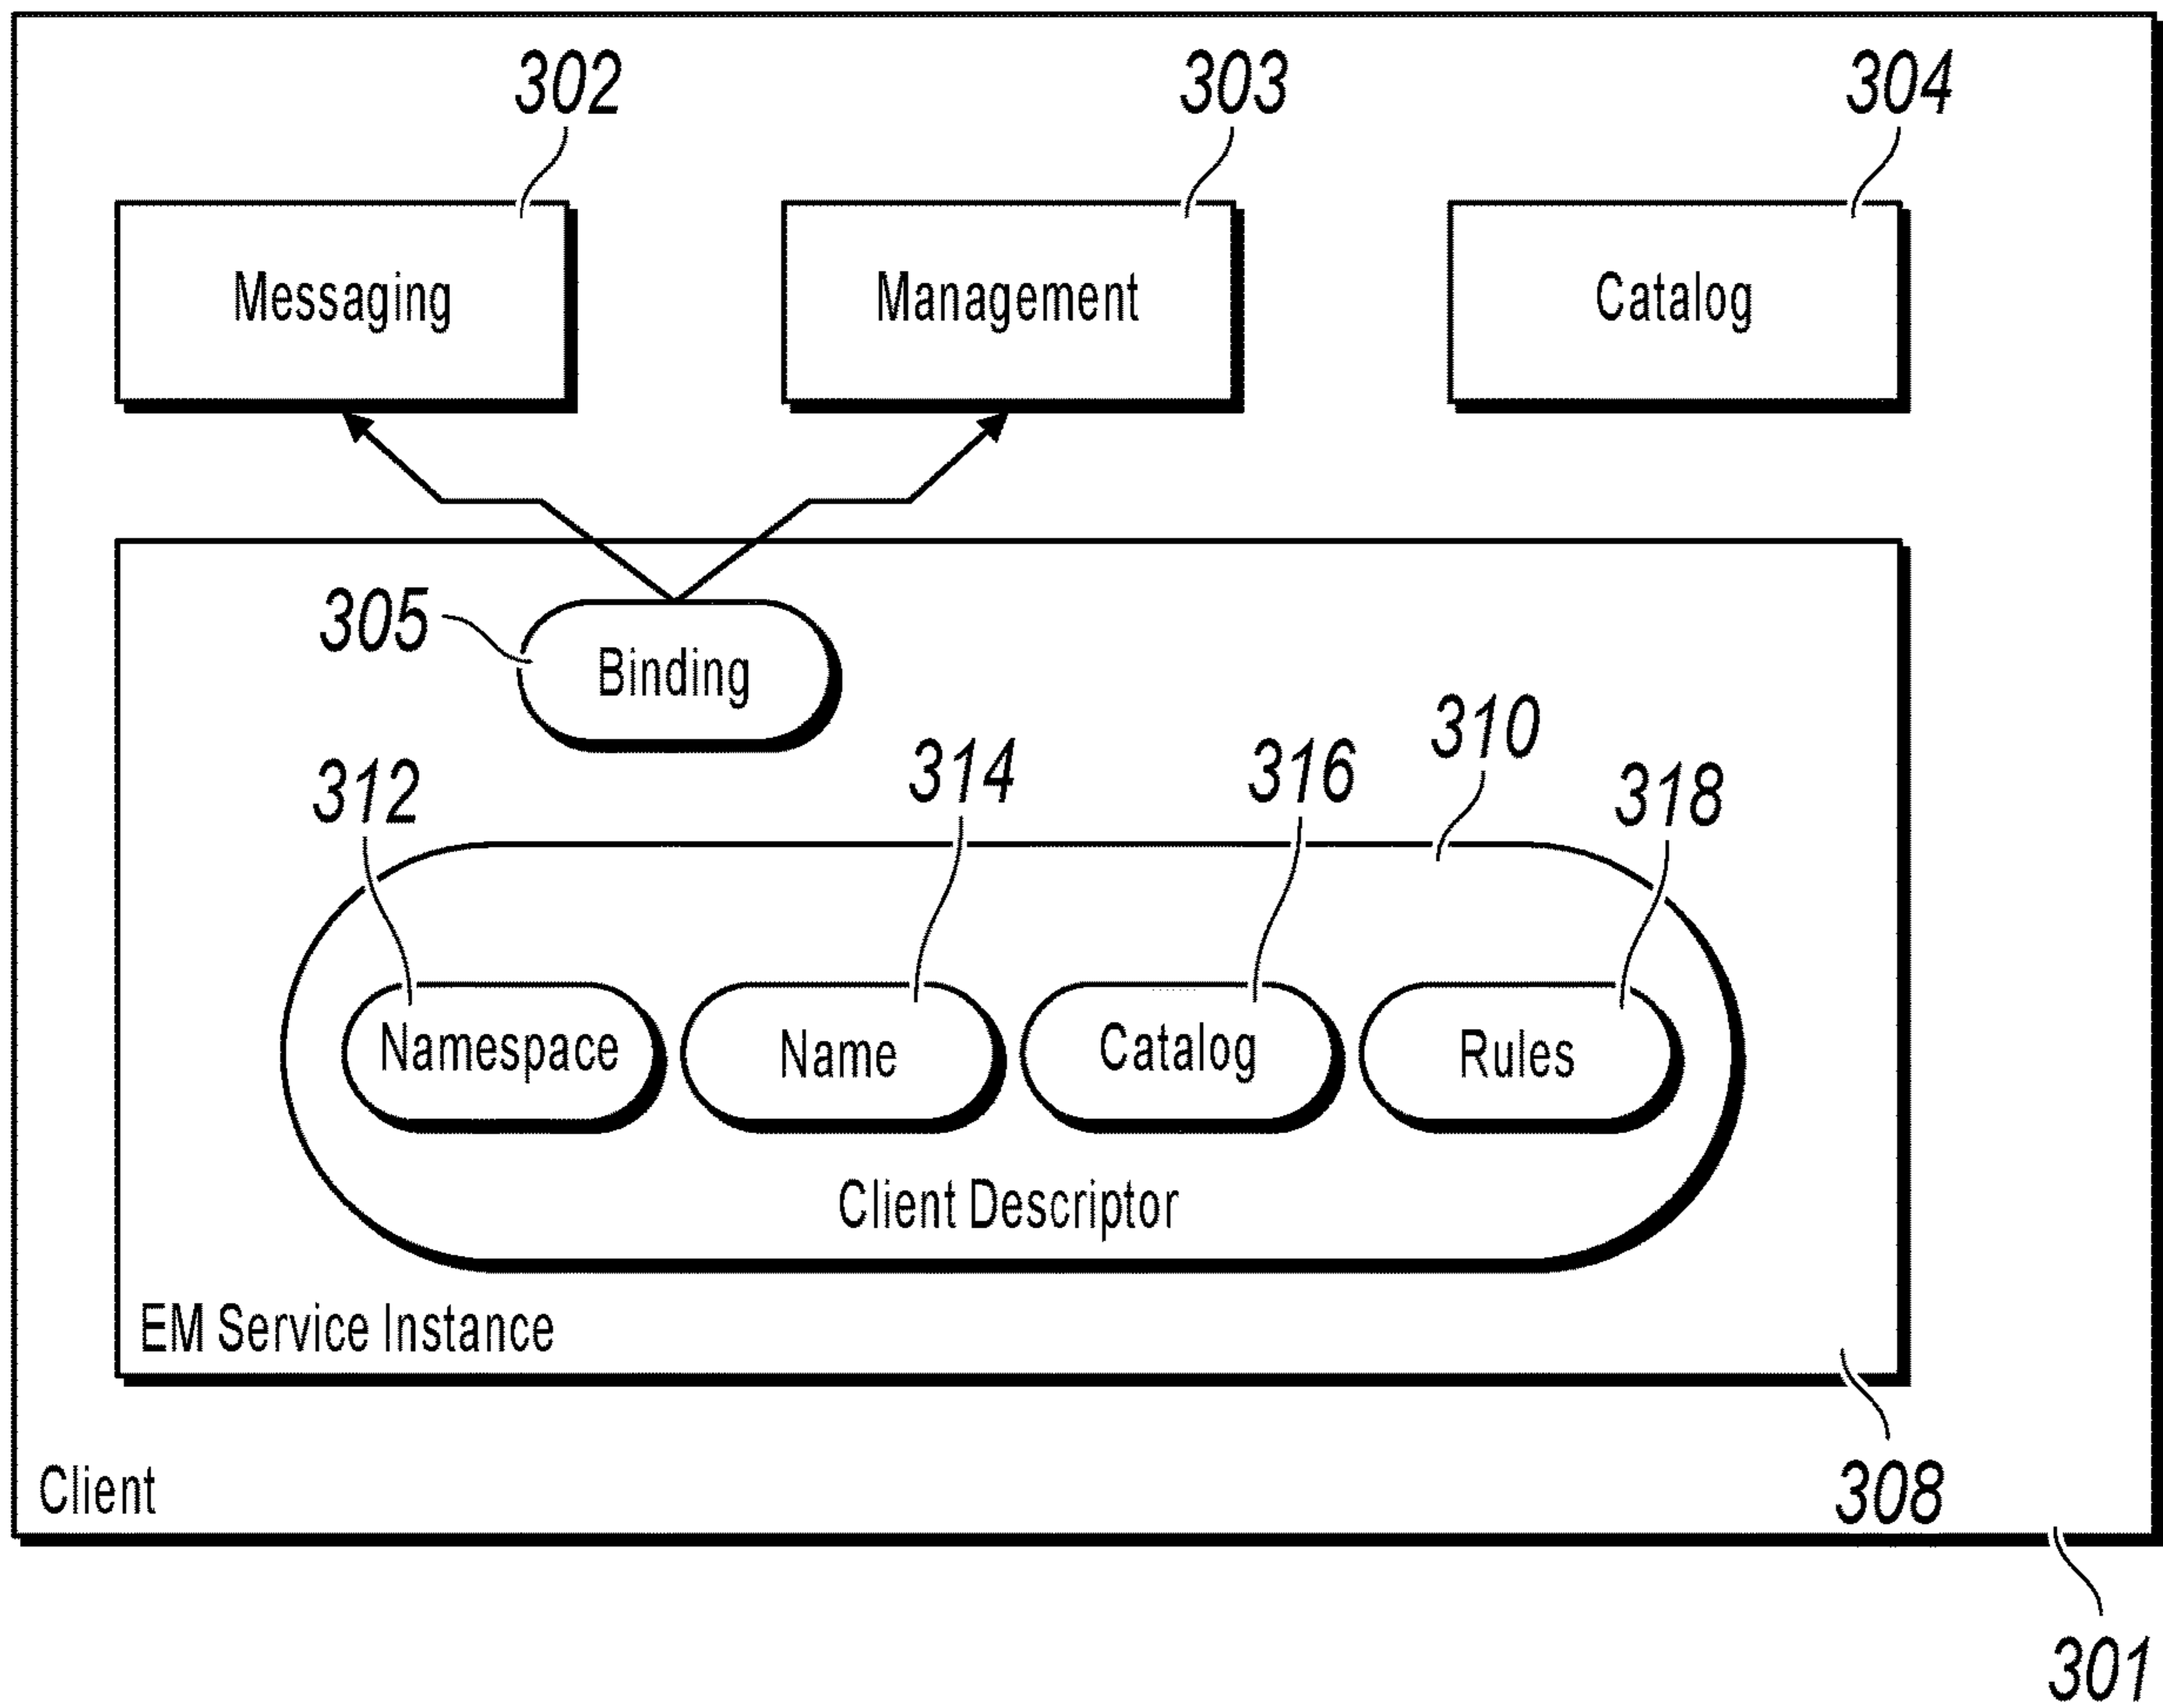 302
303
304
Messaging
Management
Catalog
305
Binding
310
312
314
316
318
Namespace
Name
Catalog
Rules
Client Descriptor
EM Service Instance
308
Client
301